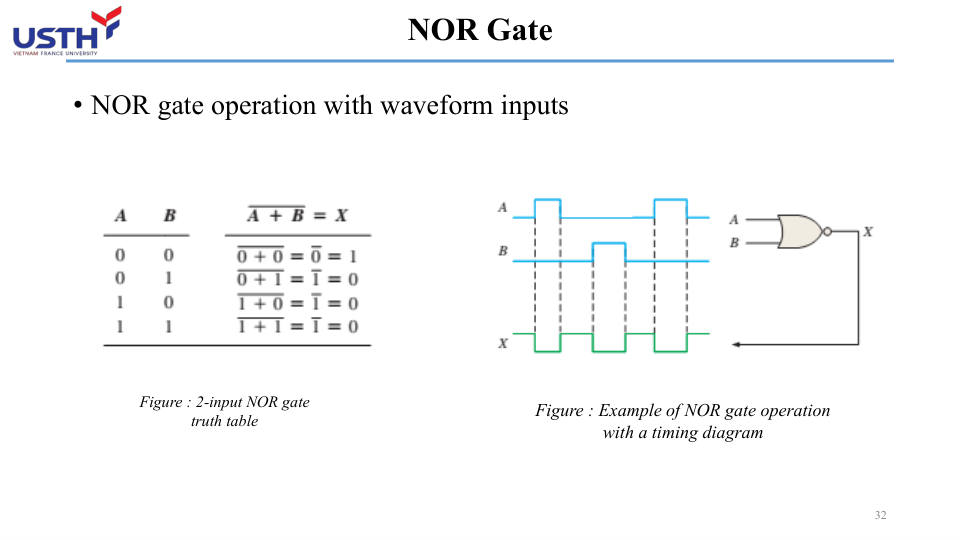 USTH
VIETNAM FRANCE UNIVERSITY
NOR Gate
• NOR gate operation with waveform inputs
A B A̅ ̅+̅ ̅B̅ = X
0 0 0̅ ̅+̅ ̅0̅ = 0̅ = 1
0 1 0̅ ̅+̅ ̅1̅ = 1̅ = 0
1 0 1̅ ̅+̅ ̅0̅ = 1̅ = 0
1 1 1̅ ̅+̅ ̅1̅ = 1̅ = 0
Figure : 2-input NOR gate
truth table
A
B
X
A
B
X
Figure : Example of NOR gate operation
with a timing diagram
32